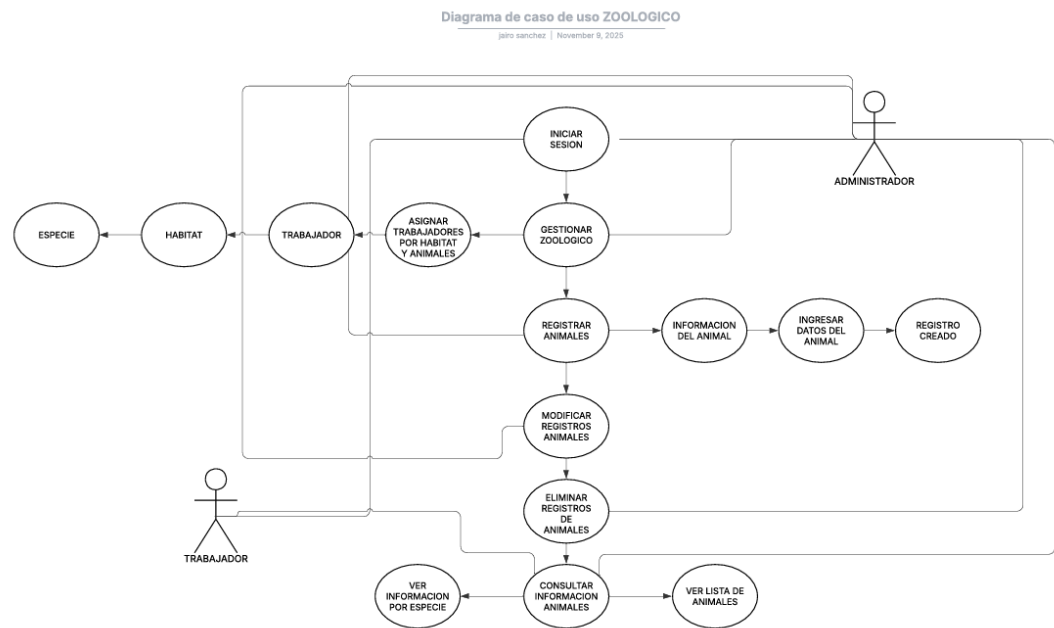 Diagrama de caso de uso ZOOLOGICO
jairo sanchez | November 9, 2025
INICIAR
SESION
ADMINISTRADOR
ESPECIE
HABITAT
TRABAJADOR
ASIGNAR
TRABAJADORES
POR HABITAT
Y ANIMALES
GESTIONAR
ZOOLOGICO
REGISTRAR
ANIMALES
INFORMACION
DEL ANIMAL
INGRESAR
DATOS DEL
ANIMAL
REGISTRO
CREADO
MODIFICAR
REGISTROS
ANIMALES
ELIMINAR
REGISTROS
DE
ANIMALES
TRABAJADOR
VER
INFORMACION
POR ESPECIE
CONSULTAR
INFORMACION
ANIMALES
VER LISTA DE
ANIMALES